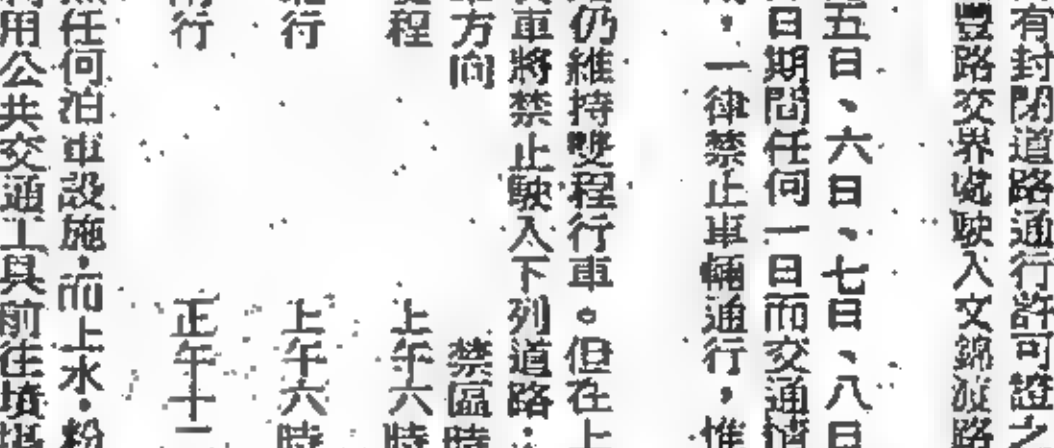 有封閉道路通行許可證之
豐路交界處駛入文錦渡路
五日、六日、七日、八日
日期間任何一日而交通情
，一律禁止車輛通行，惟
仍維持雙程行車。但在上
車將禁止駛入下列道路：
方向 禁區時
程 上午六時
行 上午六時
行 正午十二
任何泊車設施，而上水，粉
用公共交通工具前往墳場